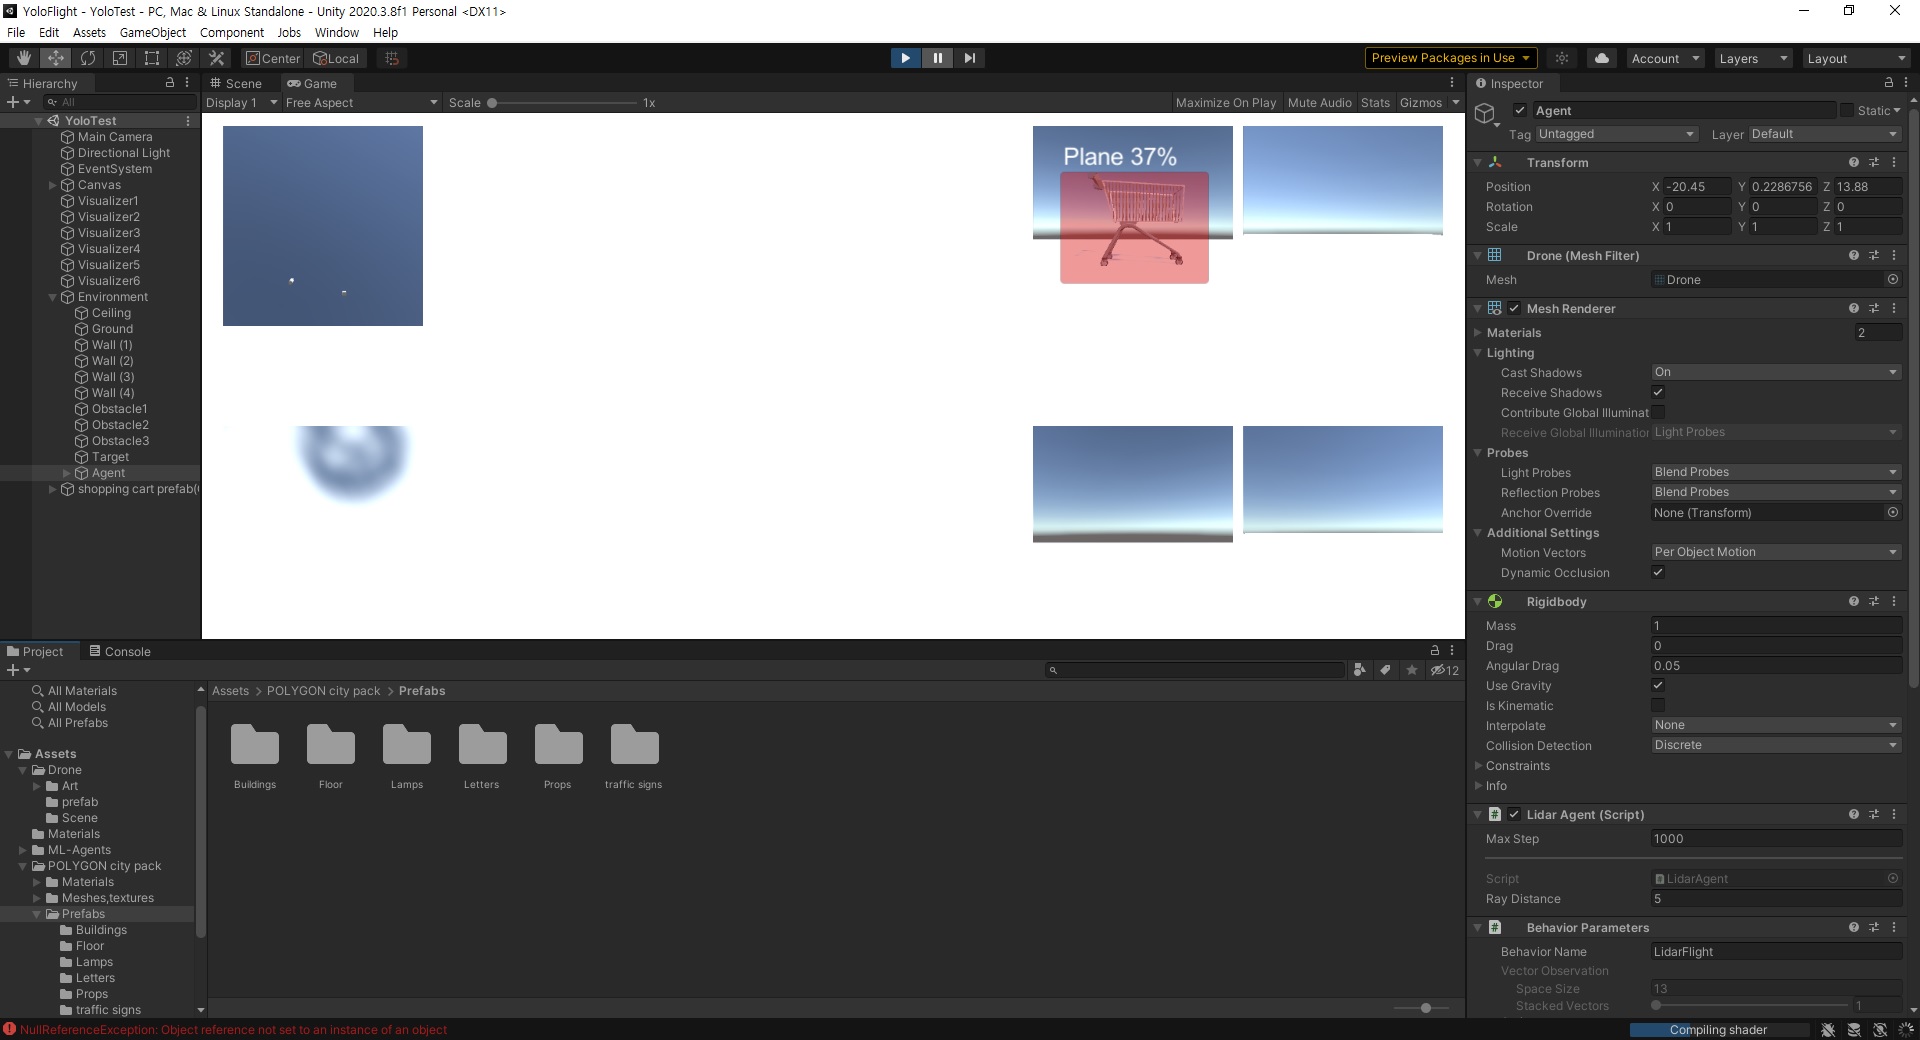 YoloFlight - YoloTest - PC, Mac & Linux Standalone - Unity 2020.3.8f1 Personal <DX11>
File Edit Assets GameObject Component Jobs Window Help
Center Local
Preview Packages in Use Account Layers Layout
Hierarchy
All
YoloTest
Main Camera
Directional Light
EventSystem
Canvas
Visualizer1
Visualizer2
Visualizer3
Visualizer4
Visualizer5
Visualizer6
Environment
Ceiling
Ground
Wall (1)
Wall (2)
Wall (3)
Wall (4)
Obstacle1
Obstacle2
Obstacle3
Target
Agent
shopping cart prefab(
Scene Game
Display 1 Free Aspect Scale 1x Maximize On Play Mute Audio Stats Gizmos
Plane 37%
Project Console
12
All Materials
All Models
All Prefabs
Assets
Drone
Art
prefab
Scene
Materials
ML-Agents
POLYGON city pack
Materials
Meshes,textures
Prefabs
Buildings
Floor
Lamps
Letters
Props
traffic signs
Assets > POLYGON city pack > Prefabs
Buildings Floor Lamps Letters Props traffic signs
Inspector
Agent Static
Tag Untagged Layer Default
Transform
Position X -20.45 Y 0.2286756 Z 13.88
Rotation X 0 Y 0 Z 0
Scale X 1 Y 1 Z 1
Drone (Mesh Filter)
Mesh Drone
Mesh Renderer
Materials 2
Lighting
Cast Shadows On
Receive Shadows
Contribute Global Illuminat
Receive Global Illumination Light Probes
Probes
Light Probes Blend Probes
Reflection Probes Blend Probes
Anchor Override None (Transform)
Additional Settings
Motion Vectors Per Object Motion
Dynamic Occlusion
Rigidbody
Mass 1
Drag 0
Angular Drag 0.05
Use Gravity
Is Kinematic
Interpolate None
Collision Detection Discrete
Constraints
Info
Lidar Agent (Script)
Max Step 1000
Script LidarAgent
Ray Distance 5
Behavior Parameters
Behavior Name LidarFlight
Vector Observation
Space Size 13
Stacked Vectors 1
NullReferenceException: Object reference not set to an instance of an object
Compiling shader